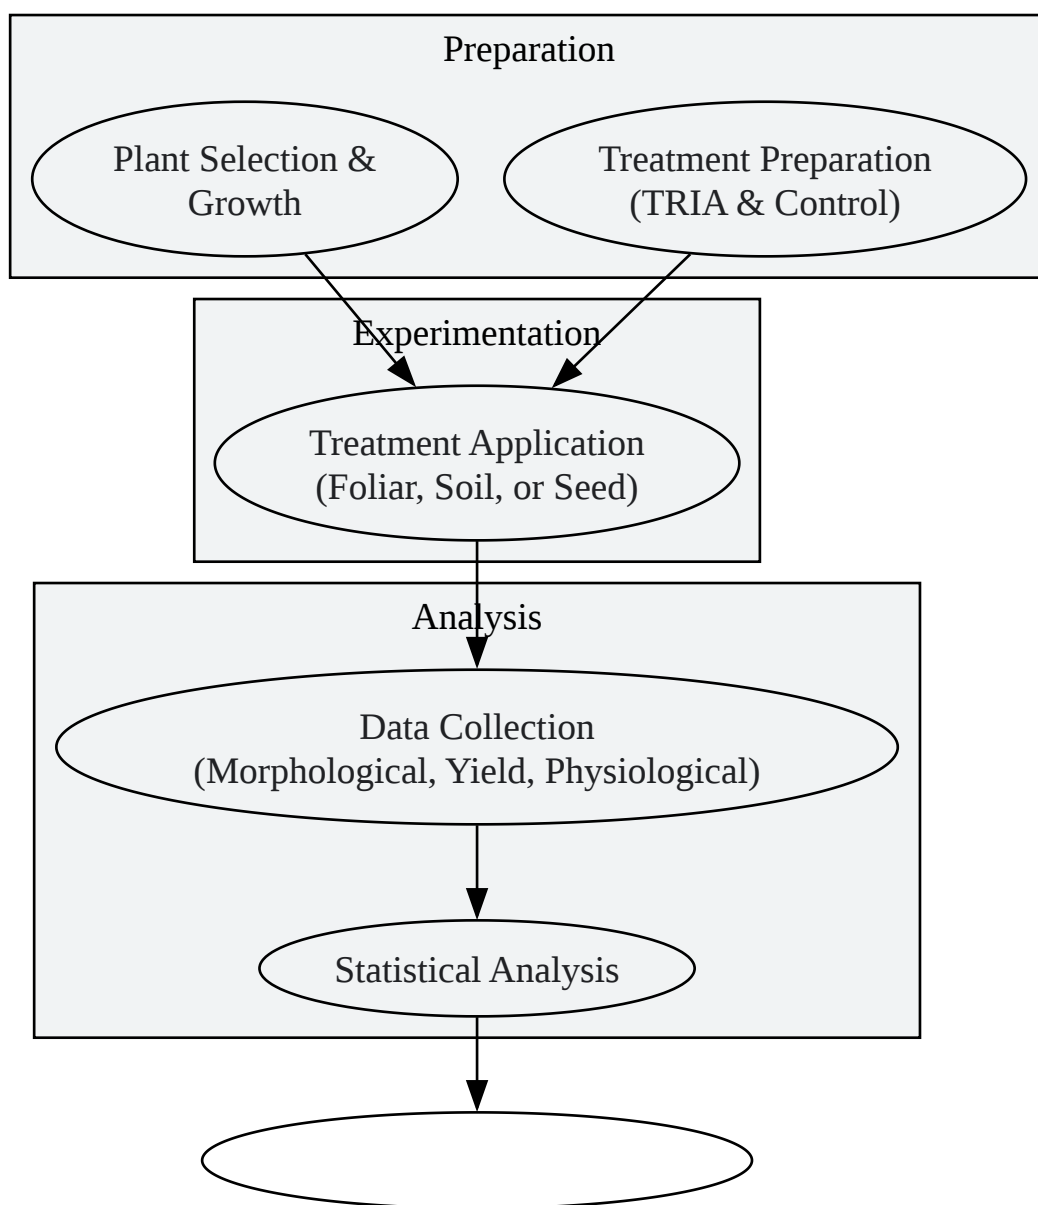 Preparation
Plant Selection &
Growth
Treatment Preparation
(TRIA & Control)
Experimentation
Treatment Application
(Foliar, Soil, or Seed)
Analysis
Data Collection
(Morphological, Yield, Physiological)
Statistical Analysis